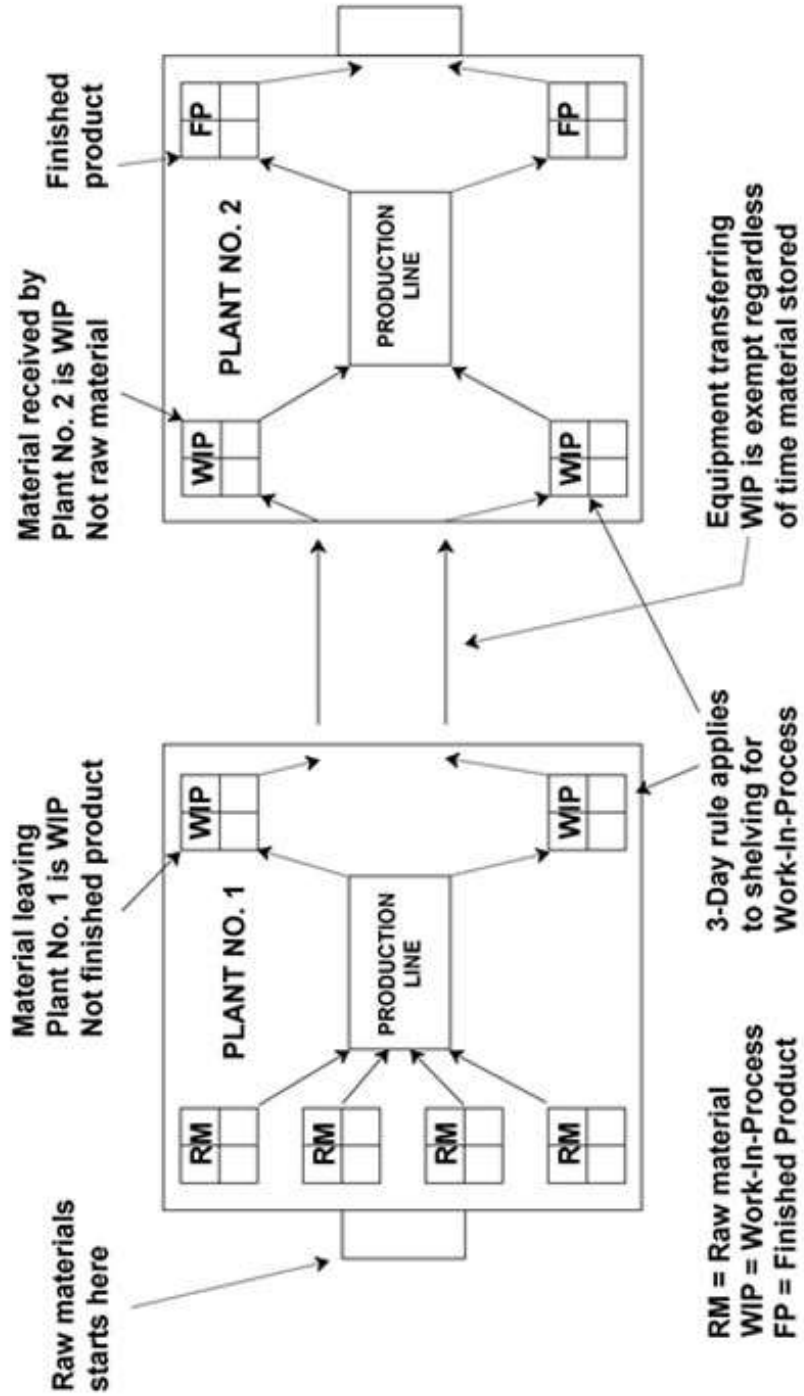 Raw materials
starts here
Material leaving
Plant No. 1 is WIP
Not finished product
Material received by
Plant No. 2 is WIP
Not raw material
Finished
product
PLANT NO. 1
RM
RM
RM
RM
PRODUCTION
LINE
WIP
WIP
PLANT NO. 2
WIP
WIP
PRODUCTION
LINE
FP
FP
RM = Raw material
WIP = Work-In-Process
FP = Finished Product
3-Day rule applies
to shelving for
Work-In-Process
Equipment transferring
WIP is exempt regardless
of time material stored